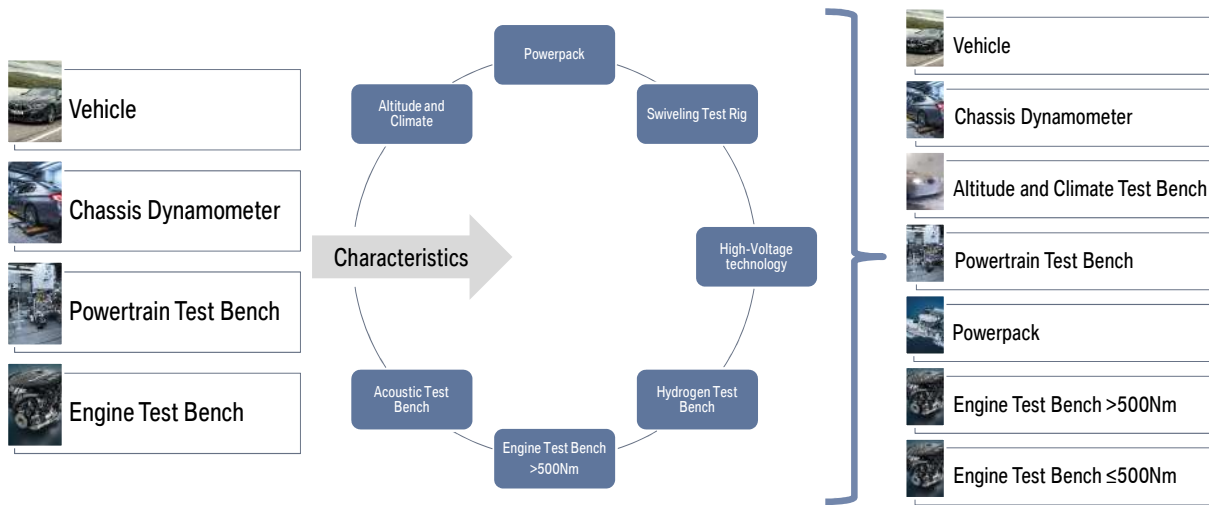 Vehicle
Chassis Dynamometer
Powertrain Test Bench
Engine Test Bench
Characteristics
Powerpack
Swiveling Test Rig
High-Voltage
technology
Hydrogen Test
Bench
Engine Test Bench
>500Nm
Acoustic Test
Bench
Altitude and
Climate
Vehicle
Chassis Dynamometer
Altitude and Climate Test Bench
Powertrain Test Bench
Powerpack
Engine Test Bench >500Nm
Engine Test Bench ≤500Nm